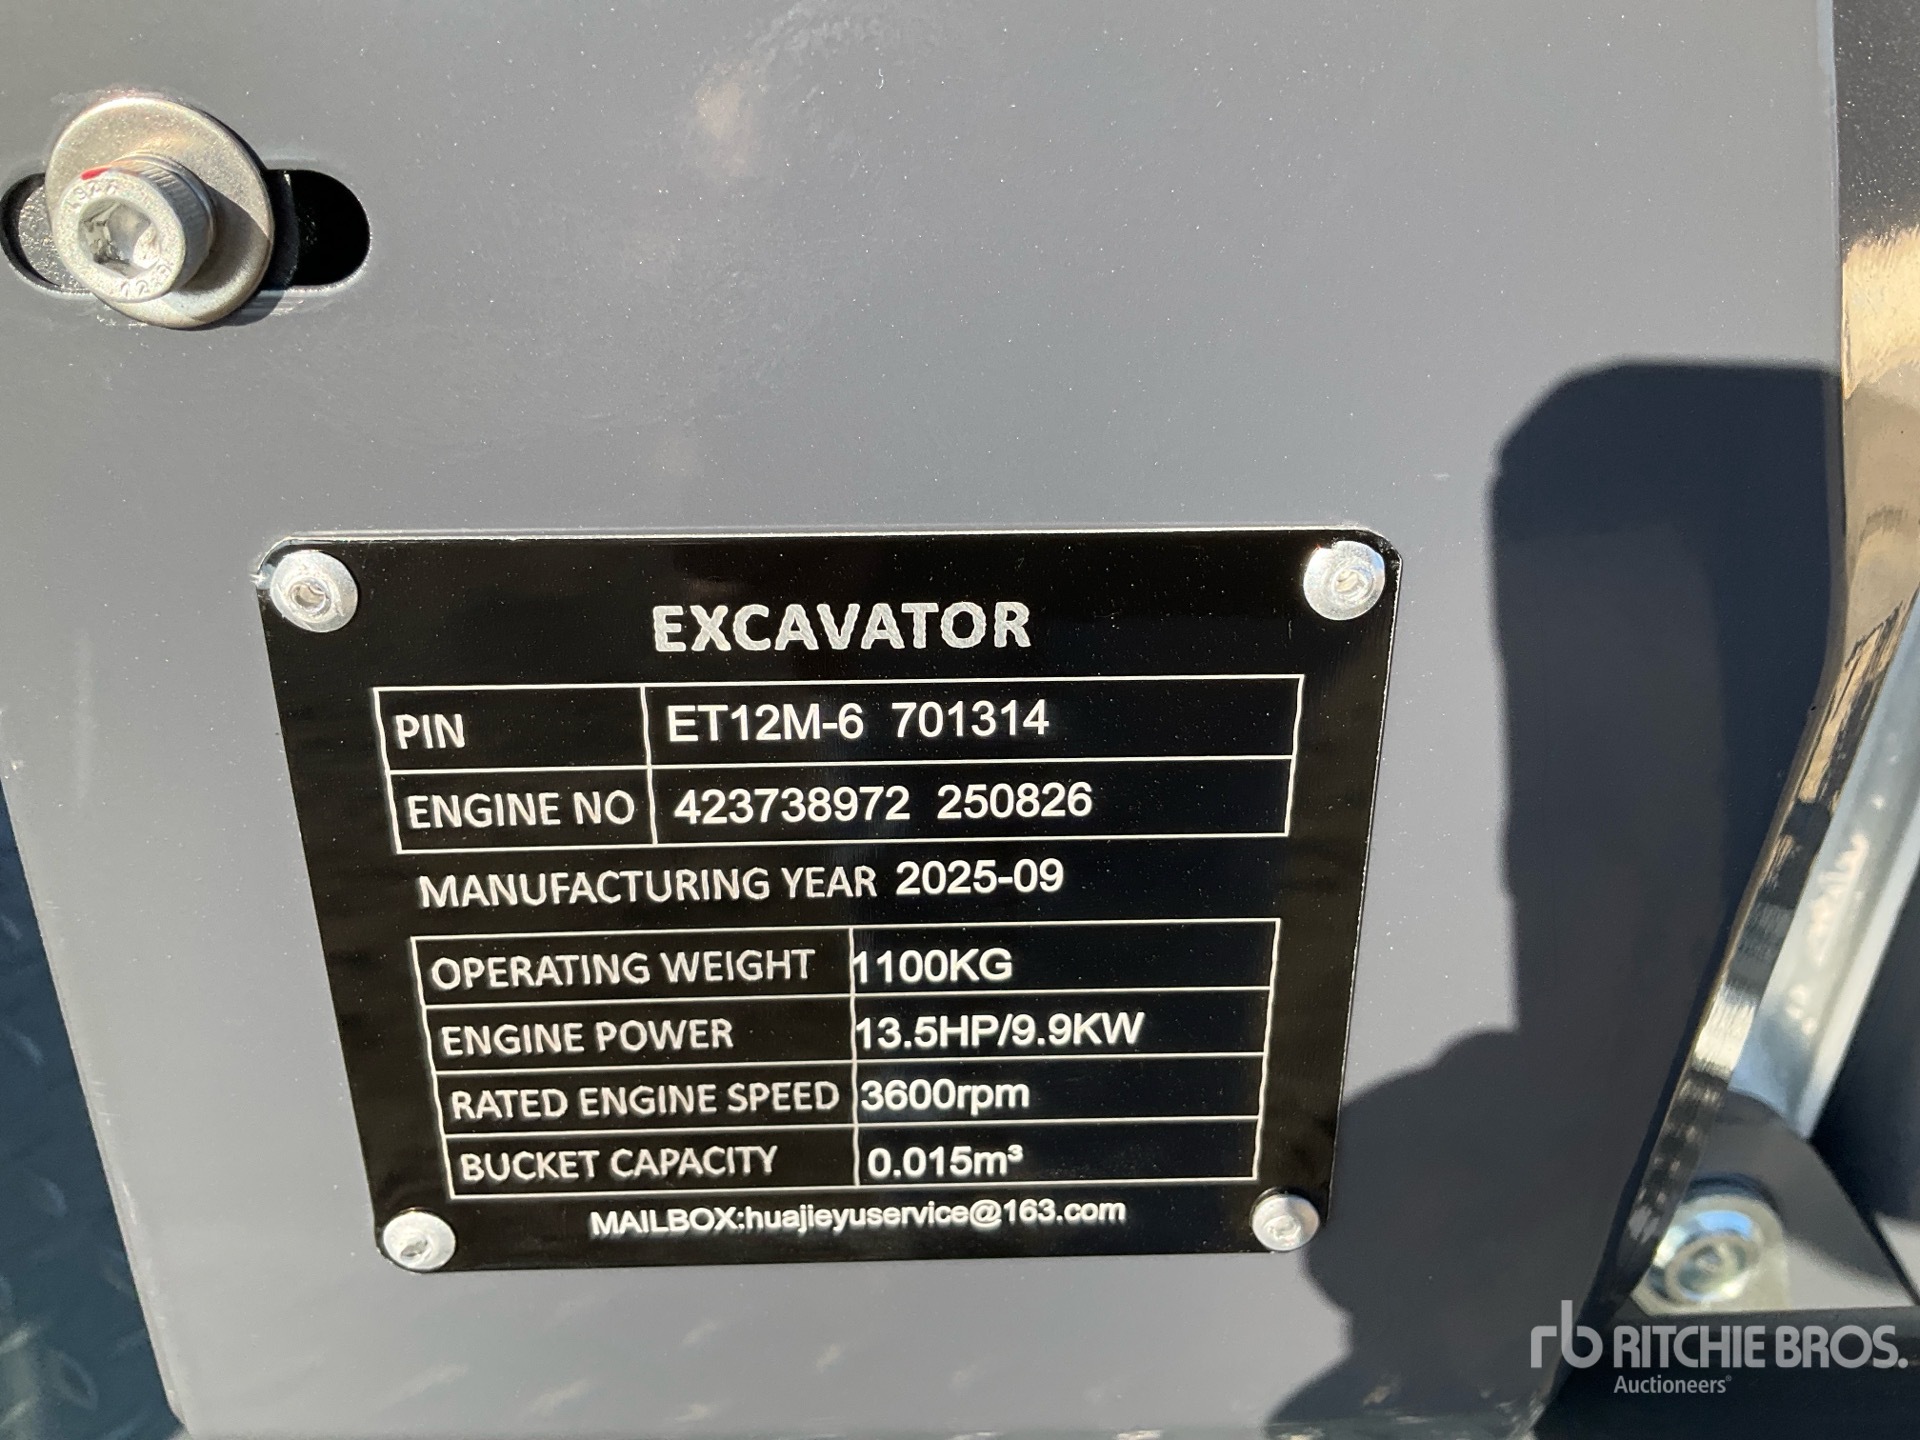 EXCAVATOR
PIN ET12M-6 701314
ENGINE NO 423738972 250826
MANUFACTURING YEAR 2025-09
OPERATING WEIGHT 1100KG
ENGINE POWER 13.5HP/9.9KW
RATED ENGINE SPEED 3600rpm
BUCKET CAPACITY 0.015m³
MAILBOX:huajieyuservice@163.com
rb RITCHIE BROS.
Auctioneers®